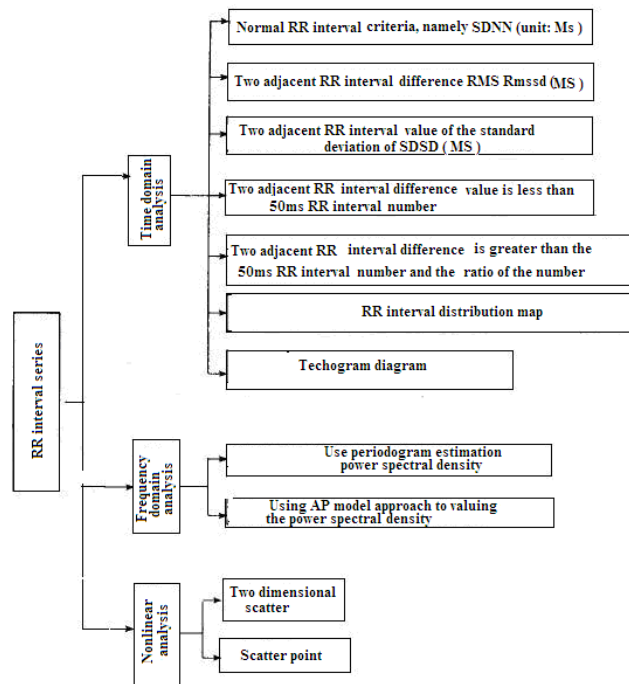 Normal RR interval criteria, namely SDNN (unit: Ms )
Two adjacent RR interval difference RMS Rmssd (MS )
Two adjacent RR interval value of the standard
deviation of SDSD ( MS )
Two adjacent RR interval difference value is less than
50ms RR interval number
Two adjacent RR interval difference is greater than the
50ms RR interval number and the ratio of the number
RR interval distribution map
Techogram diagram
Time domain
analysis
RR interval series
Use periodogram estimation
power spectral density
Using AP model approach to valuing
the power spectral density
Frequency
domain
analysis
Two dimensional
scatter
Scatter point
Nonlinear
analysis